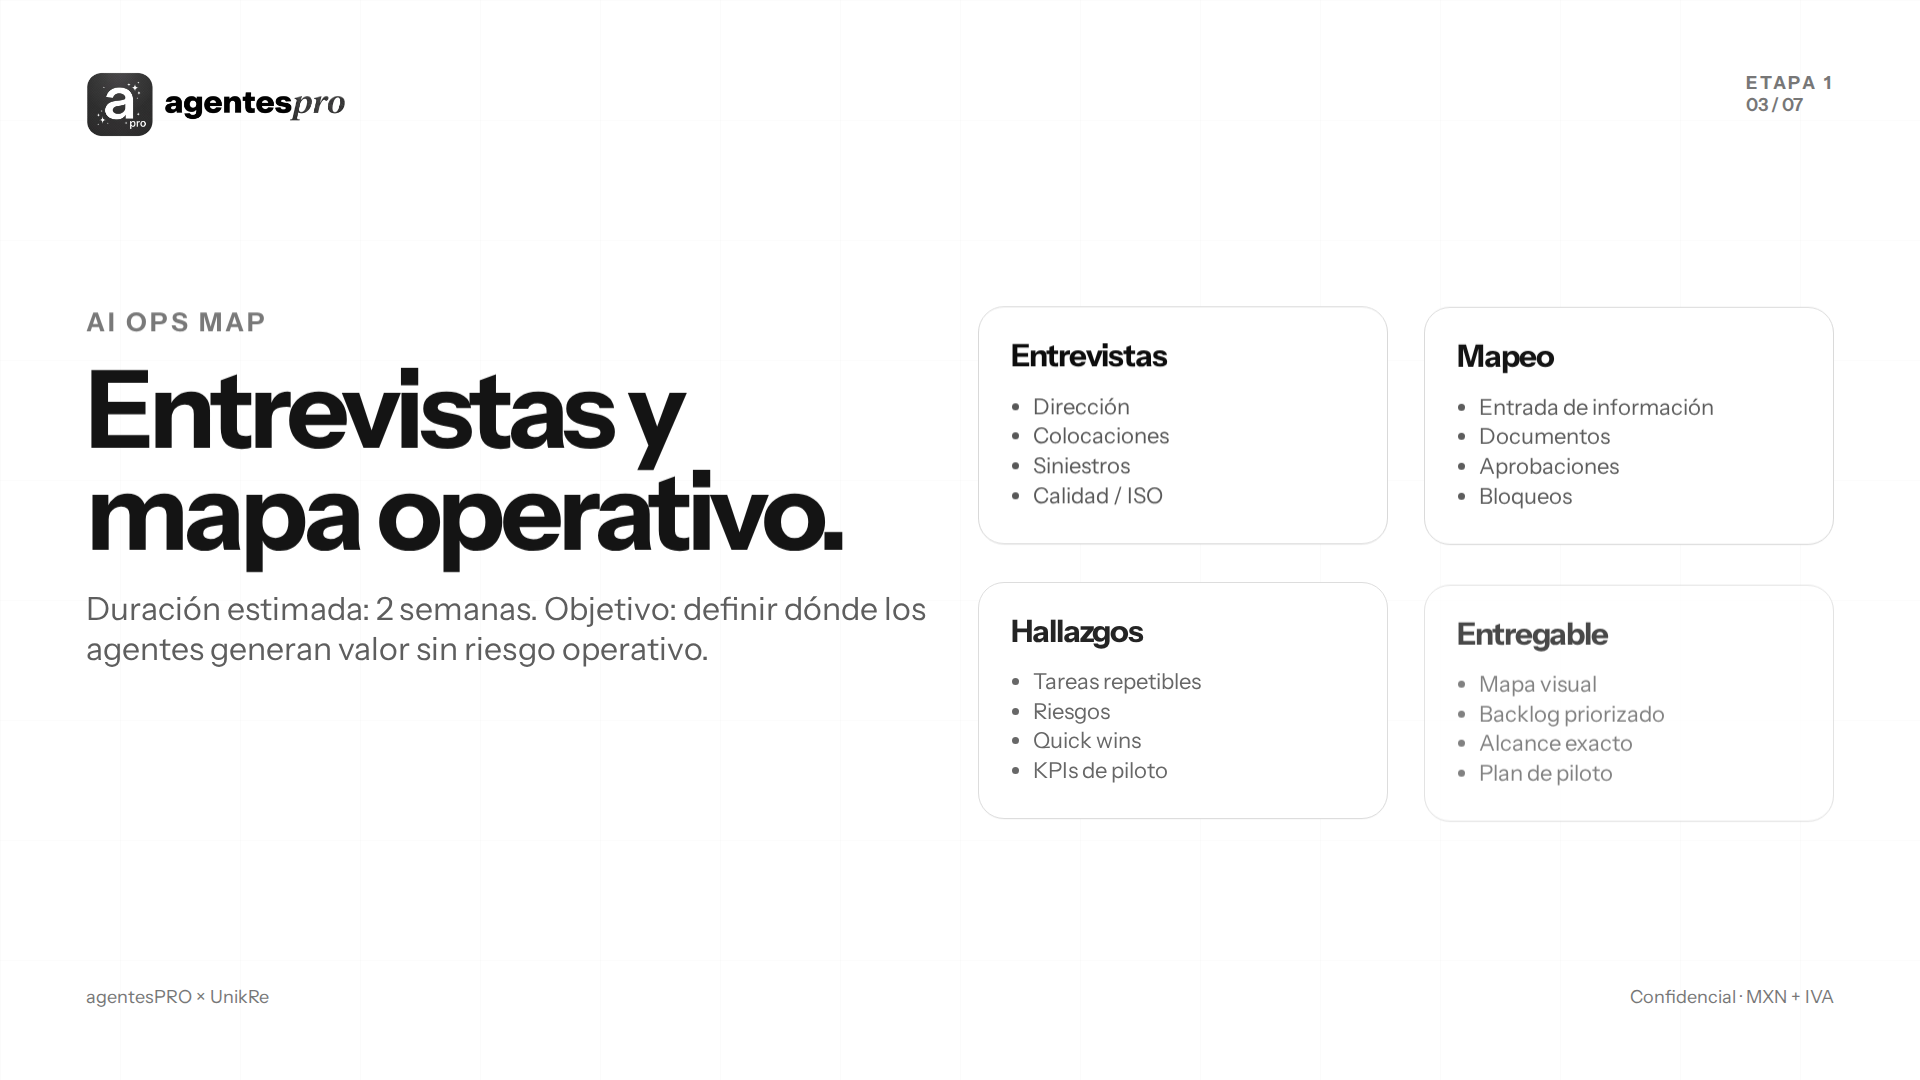 a
pro
agentespro
ETAPA 1
03 / 07
AI OPS MAP
Entrevistas y
mapa operativo.
Duración estimada: 2 semanas. Objetivo: definir dónde los
agentes generan valor sin riesgo operativo.
Entrevistas
• Dirección
• Colocaciones
• Siniestros
• Calidad / ISO
Mapeo
• Entrada de información
• Documentos
• Aprobaciones
• Bloqueos
Hallazgos
• Tareas repetibles
• Riesgos
• Quick wins
• KPIs de piloto
Entregable
• Mapa visual
• Backlog priorizado
• Alcance exacto
• Plan de piloto
agentesPRO × UnikRe
Confidencial · MXN + IVA